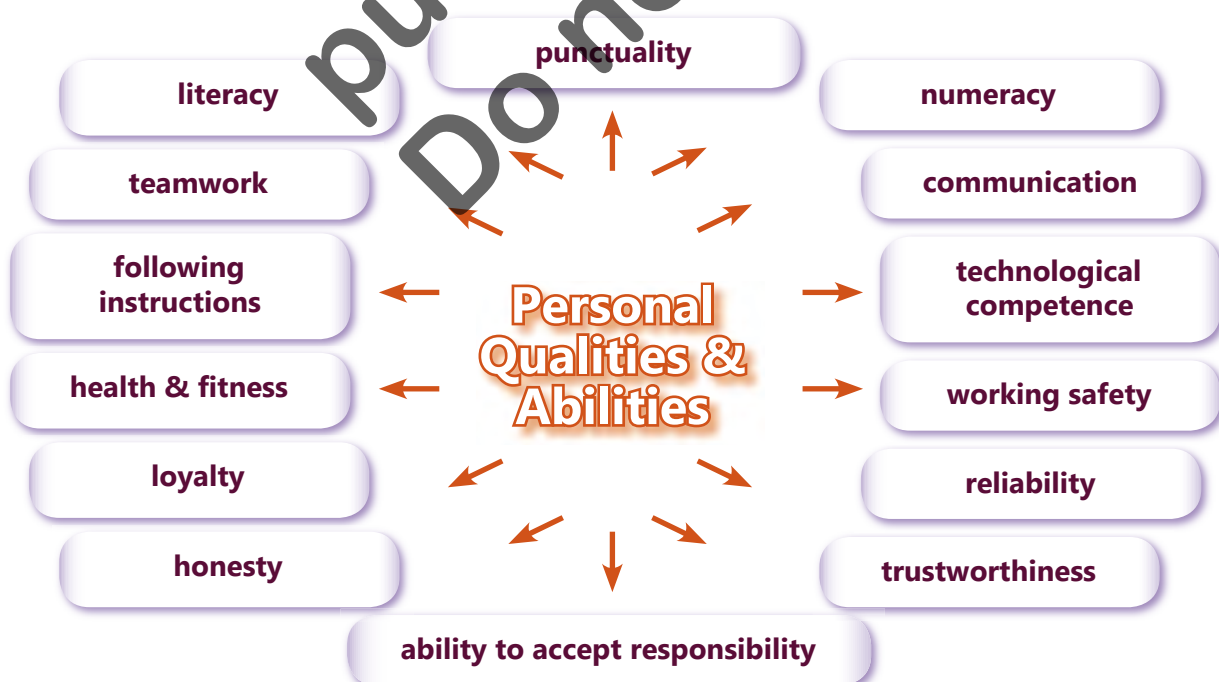 punctuality
literacy
numeracy
teamwork
communication
following
instructions
technological
competence
Personal
Qualities &
Abilities
health & fitness
working safety
loyalty
reliability
honesty
trustworthiness
ability to accept responsibility
pu
Do no